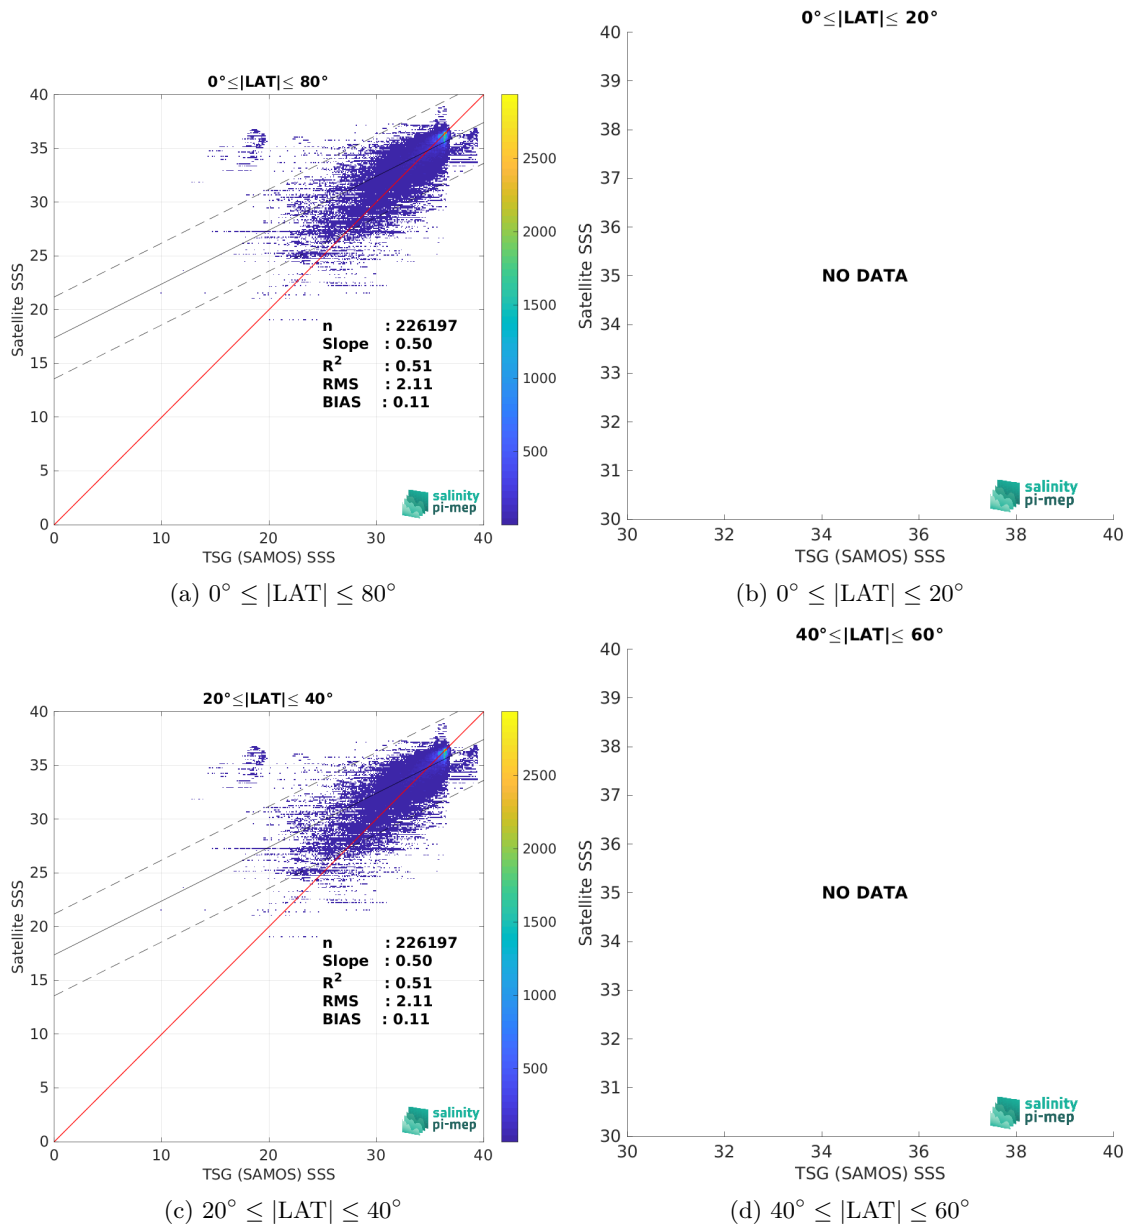 0°≤|LAT|≤ 80°
40
35
30
25
20
15
10
5
0
Satellite SSS
0
10
20
30
40
TSG (SAMOS) SSS
2500
2000
1500
1000
500
n : 226197
Slope : 0.50
R² : 0.51
RMS : 2.11
BIAS : 0.11
salinity
pi-mep
(a) 0° ≤ |LAT| ≤ 80°
0°≤|LAT|≤ 20°
40
39
38
37
36
35
34
33
32
31
30
Satellite SSS
NO DATA
salinity
pi-mep
30
32
34
36
38
40
TSG (SAMOS) SSS
(b) 0° ≤ |LAT| ≤ 20°
20°≤|LAT|≤ 40°
40
35
30
25
20
15
10
5
0
Satellite SSS
0
10
20
30
40
TSG (SAMOS) SSS
2500
2000
1500
1000
500
n : 226197
Slope : 0.50
R² : 0.51
RMS : 2.11
BIAS : 0.11
salinity
pi-mep
(c) 20° ≤ |LAT| ≤ 40°
40°≤|LAT|≤ 60°
40
39
38
37
36
35
34
33
32
31
30
Satellite SSS
NO DATA
salinity
pi-mep
30
32
34
36
38
40
TSG (SAMOS) SSS
(d) 40° ≤ |LAT| ≤ 60°